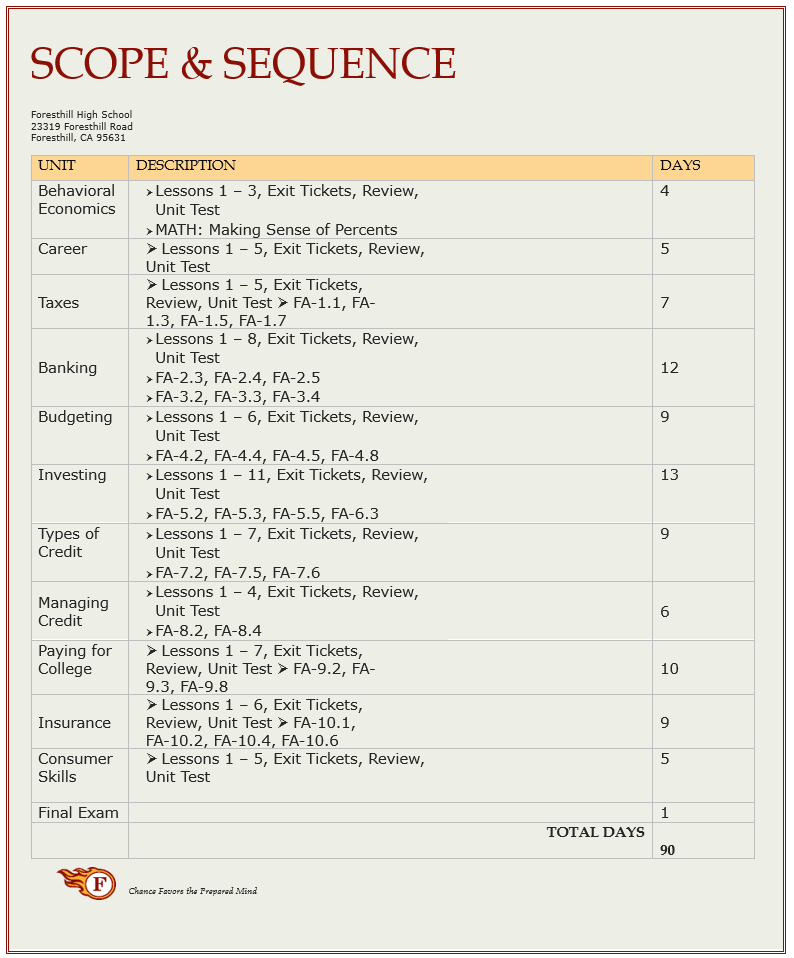 SCOPE & SEQUENCE
Foresthill High School
23319 Foresthill Road
Foresthill, CA 95631
UNIT DESCRIPTION DAYS
Behavioral Economics
➢Lessons 1 – 3, Exit Tickets, Review,
Unit Test
➢MATH: Making Sense of Percents
4
Career
➢ Lessons 1 – 5, Exit Tickets, Review,
Unit Test
5
Taxes
➢ Lessons 1 – 5, Exit Tickets,
Review, Unit Test ➢ FA-1.1, FA-
1.3, FA-1.5, FA-1.7
7
Banking
➢Lessons 1 – 8, Exit Tickets, Review,
Unit Test
➢FA-2.3, FA-2.4, FA-2.5
➢FA-3.2, FA-3.3, FA-3.4
12
Budgeting
➢Lessons 1 – 6, Exit Tickets, Review,
Unit Test
➢FA-4.2, FA-4.4, FA-4.5, FA-4.8
9
Investing
➢Lessons 1 – 11, Exit Tickets, Review,
Unit Test
➢FA-5.2, FA-5.3, FA-5.5, FA-6.3
13
Types of
Credit
➢Lessons 1 – 7, Exit Tickets, Review,
Unit Test
➢FA-7.2, FA-7.5, FA-7.6
9
Managing
Credit
➢Lessons 1 – 4, Exit Tickets, Review,
Unit Test
➢FA-8.2, FA-8.4
6
Paying for
College
➢ Lessons 1 – 7, Exit Tickets,
Review, Unit Test ➢ FA-9.2, FA-
9.3, FA-9.8
10
Insurance
➢ Lessons 1 – 6, Exit Tickets,
Review, Unit Test ➢ FA-10.1,
FA-10.2, FA-10.4, FA-10.6
9
Consumer
Skills
➢ Lessons 1 – 5, Exit Tickets, Review,
Unit Test
5
Final Exam
1
TOTAL DAYS
90
F
Chance Favors the Prepared Mind